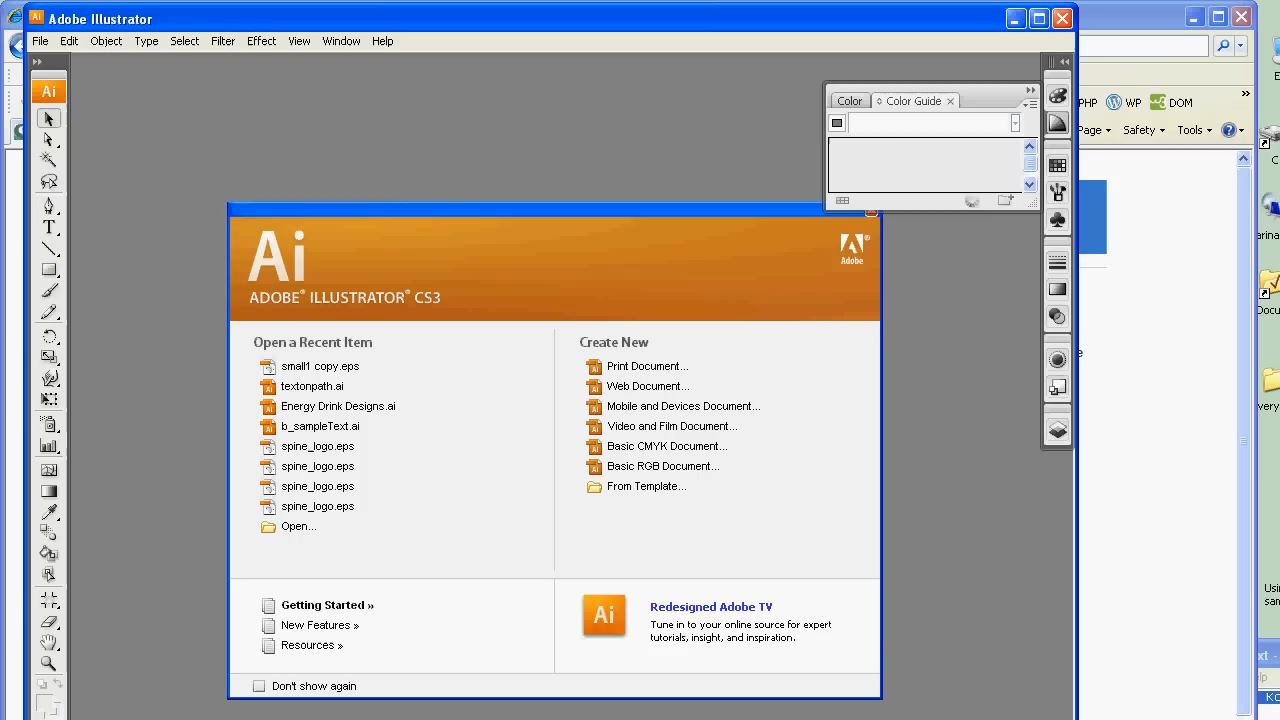 Adobe Illustrator
File Edit Object Type Select Filter Effect View Window Help
Ai
Color Color Guide
PHP WP DOM
Page Safety Tools
Ai
ADOBE® ILLUSTRATOR® CS3
Adobe®
Open a Recent Item
small1 copy.eps
textonpath.ai
Energy Drink Designs.ai
b_sampleText.ai
spine_logo.eps
spine_logo.eps
spine_logo.eps
spine_logo.eps
Open...
Create New
Print Document...
Web Document...
Mobile and Devices Document...
Video and Film Document...
Basic CMYK Document...
Basic RGB Document...
From Template...
Getting Started »
New Features »
Resources »
Ai
Redesigned Adobe TV
Tune in to your online source for expert
tutorials, insight, and inspiration.
Don't show again